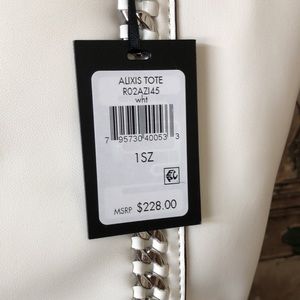 ALIXIS TOTE
R02AZI45
wht
7 95730 40053 3
1SZ
MSRP $228.00